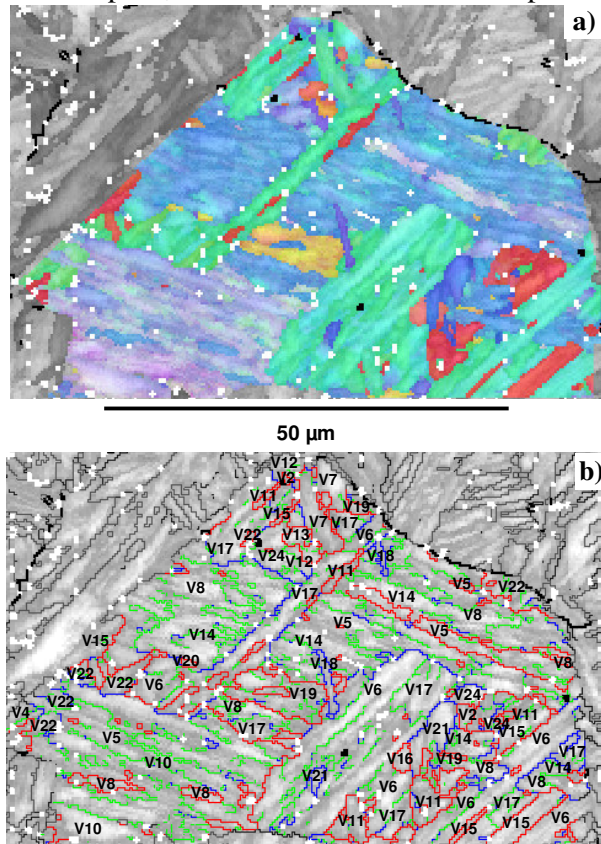 a)
50 µm
b)
V12
V2 V7
V11 V19
V15 V7 V17
V22 V13 V6
V17 V24 V12 V18
V11
V8 V17 V14 V5 V22
V8
V14 V5 V14 V5
V15
V20 V18 V8
V22 V22 V6 V19 V6 V17 V24
V4 V22 V8 V2 V11
V22 V5 V17 V21 V24 V15 V6
V14 V17
V10 V16 V19 V8 V14
V8 V21 V6 V8
V8 V11 V6 V17
V10 V11 V17 V15 V15 V6